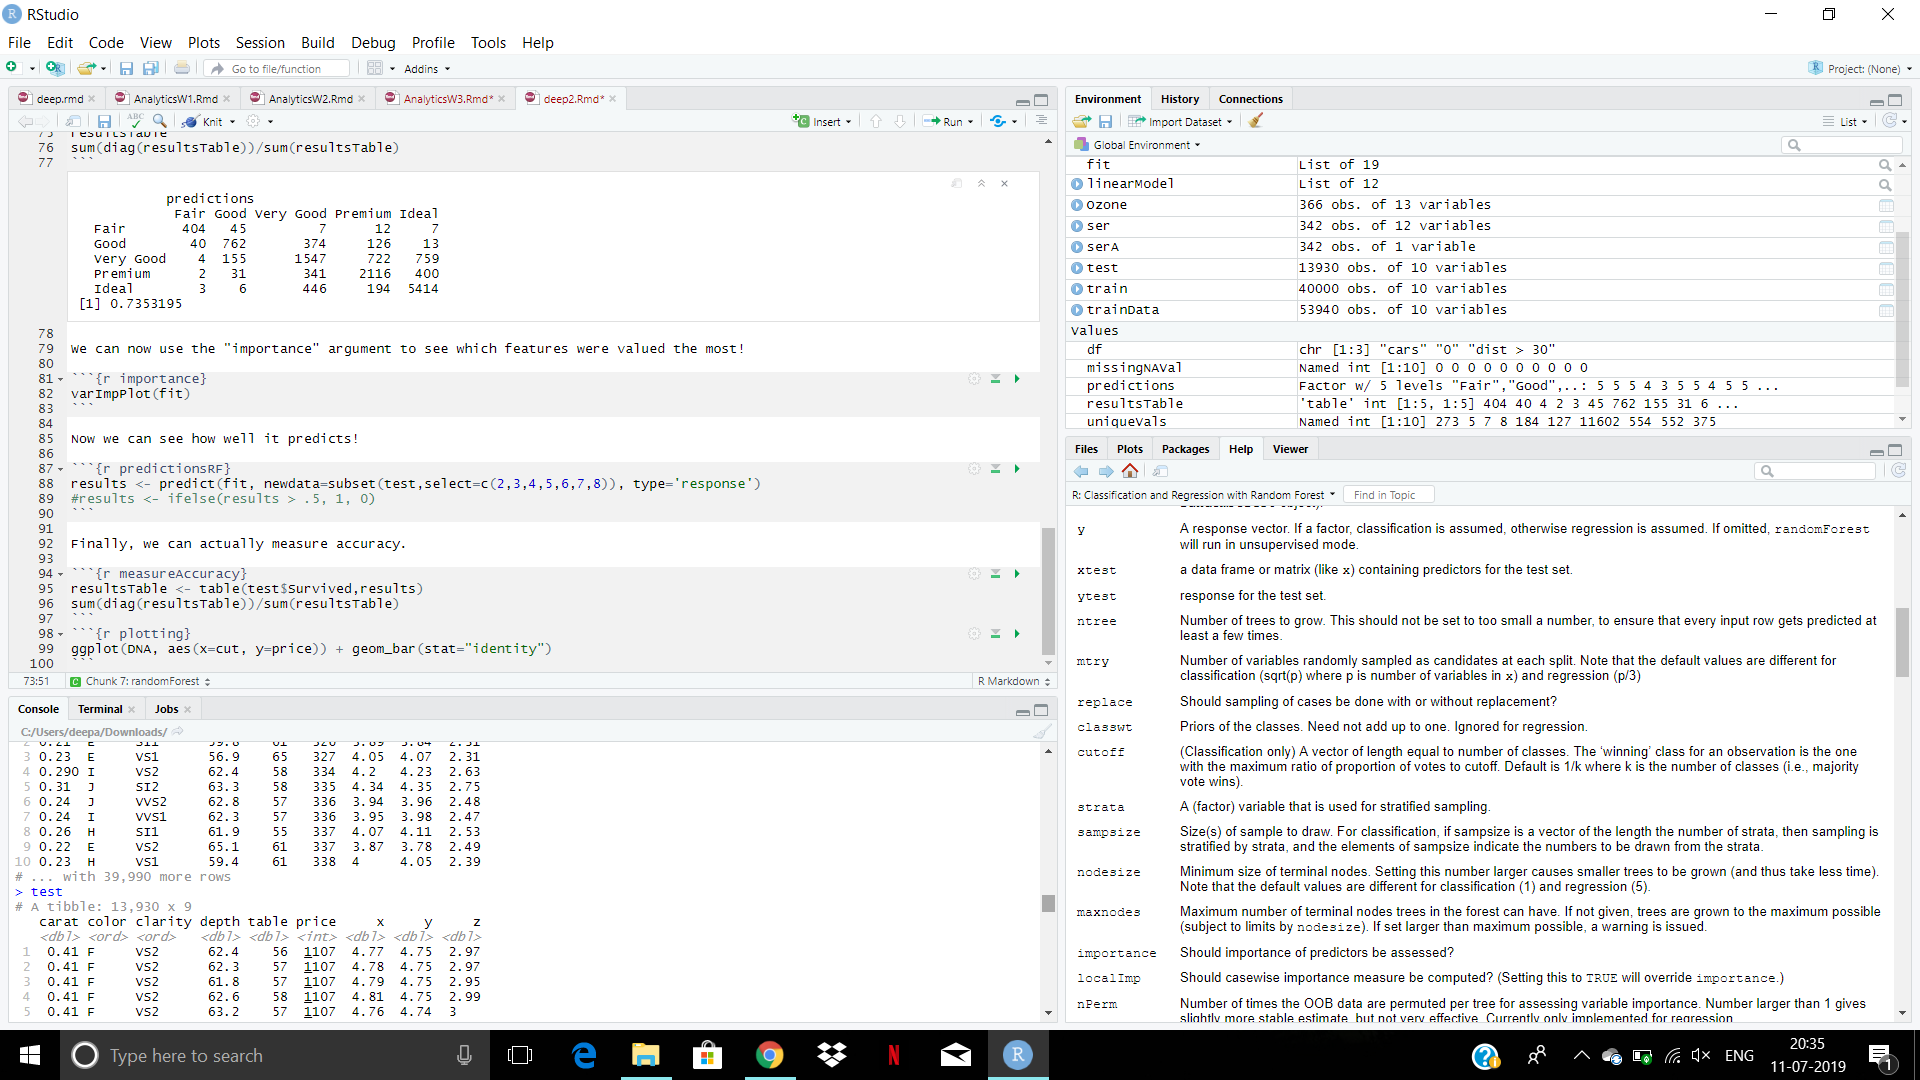 RStudio
File Edit Code View Plots Session Build Debug Profile Tools Help
Go to file/function Addins Project: (None)
deep.rmd AnalyticsW1.Rmd AnalyticsW2.Rmd AnalyticsW3.Rmd* deep2.Rmd*
ABC Knit Insert Run
75 resultsTable
76 sum(diag(resultsTable))/sum(resultsTable)
77 ```
predictions
Fair Good Very Good Premium Ideal
Fair 404 45 7 12 7
Good 40 762 374 126 13
Very Good 4 155 1547 722 759
Premium 2 31 341 2116 400
Ideal 3 6 446 194 5414
[1] 0.7353195
78
79 We can now use the "importance" argument to see which features were valued the most!
80
81 ```{r importance}
82 varImpPlot(fit)
83 ```
84
85 Now we can see how well it predicts!
86
87 ```{r predictionsRF}
88 results <- predict(fit, newdata=subset(test,select=c(2,3,4,5,6,7,8)), type='response')
89 #results <- ifelse(results > .5, 1, 0)
90 ```
91
92 Finally, we can actually measure accuracy.
93
94 ```{r measureAccuracy}
95 resultsTable <- table(test$Survived,results)
96 sum(diag(resultsTable))/sum(resultsTable)
97 ```
98 ```{r plotting}
99 ggplot(DNA, aes(x=cut, y=price)) + geom_bar(stat="identity")
100 ```
73:51 Chunk 7: randomForest R Markdown
Console Terminal Jobs
C:/Users/deepa/Downloads/
2 0.21 E SI1 59.8 61 326 3.89 3.84 2.31
3 0.23 E VS1 56.9 65 327 4.05 4.07 2.31
4 0.290 I VS2 62.4 58 334 4.2 4.23 2.63
5 0.31 J SI2 63.3 58 335 4.34 4.35 2.75
6 0.24 J VVS2 62.8 57 336 3.94 3.96 2.48
7 0.24 I VVS1 62.3 57 336 3.95 3.98 2.47
8 0.26 H SI1 61.9 55 337 4.07 4.11 2.53
9 0.22 E VS2 65.1 61 337 3.87 3.78 2.49
10 0.23 H VS1 59.4 61 338 4 4.05 2.39
# ... with 39,990 more rows
> test
# A tibble: 13,930 x 9
carat color clarity depth table price x y z
<dbl> <ord> <ord> <dbl> <dbl> <int> <dbl> <dbl> <dbl>
1 0.41 F VS2 62.4 56 1107 4.77 4.75 2.97
2 0.41 F VS2 62.3 57 1107 4.78 4.75 2.97
3 0.41 F VS2 61.8 57 1107 4.79 4.75 2.95
4 0.41 F VS2 62.6 58 1107 4.81 4.75 2.99
5 0.41 F VS2 63.2 57 1107 4.76 4.74 3
Environment History Connections
Import Dataset List
Global Environment
fit List of 19
linearModel List of 12
Ozone 366 obs. of 13 variables
ser 342 obs. of 12 variables
serA 342 obs. of 1 variable
test 13930 obs. of 10 variables
train 40000 obs. of 10 variables
trainData 53940 obs. of 10 variables
Values
df chr [1:3] "cars" "0" "dist > 30"
missingNAVal Named int [1:10] 0 0 0 0 0 0 0 0 0 0
predictions Factor w/ 5 levels "Fair","Good",..: 5 5 5 4 3 5 5 4 5 5 ...
resultsTable 'table' int [1:5, 1:5] 404 40 4 2 3 45 762 155 31 6 ...
uniqueVals Named int [1:10] 273 5 7 8 184 127 11602 554 552 375
Files Plots Packages Help Viewer
R: Classification and Regression with Random Forest Find in Topic
y A response vector. If a factor, classification is assumed, otherwise regression is assumed. If omitted, randomForest
will run in unsupervised mode.
xtest a data frame or matrix (like x) containing predictors for the test set.
ytest response for the test set.
ntree Number of trees to grow. This should not be set to too small a number, to ensure that every input row gets predicted at
least a few times.
mtry Number of variables randomly sampled as candidates at each split. Note that the default values are different for
classification (sqrt(p) where p is number of variables in x) and regression (p/3)
replace Should sampling of cases be done with or without replacement?
classwt Priors of the classes. Need not add up to one. Ignored for regression.
cutoff (Classification only) A vector of length equal to number of classes. The ‘winning’ class for an observation is the one
with the maximum ratio of proportion of votes to cutoff. Default is 1/k where k is the number of classes (i.e., majority
vote wins).
strata A (factor) variable that is used for stratified sampling.
sampsize Size(s) of sample to draw. For classification, if sampsize is a vector of the length the number of strata, then sampling is
stratified by strata, and the elements of sampsize indicate the numbers to be drawn from the strata.
nodesize Minimum size of terminal nodes. Setting this number larger causes smaller trees to be grown (and thus take less time).
Note that the default values are different for classification (1) and regression (5).
maxnodes Maximum number of terminal nodes trees in the forest can have. If not given, trees are grown to the maximum possible
(subject to limits by nodesize). If set larger than maximum possible, a warning is issued.
importance Should importance of predictors be assessed?
localImp Should casewise importance measure be computed? (Setting this to TRUE will override importance.)
nPerm Number of times the OOB data are permuted per tree for assessing variable importance. Number larger than 1 gives
slightly more stable estimate, but not very effective. Currently only implemented for regression.
Type here to search
ENG
20:35
11-07-2019
1